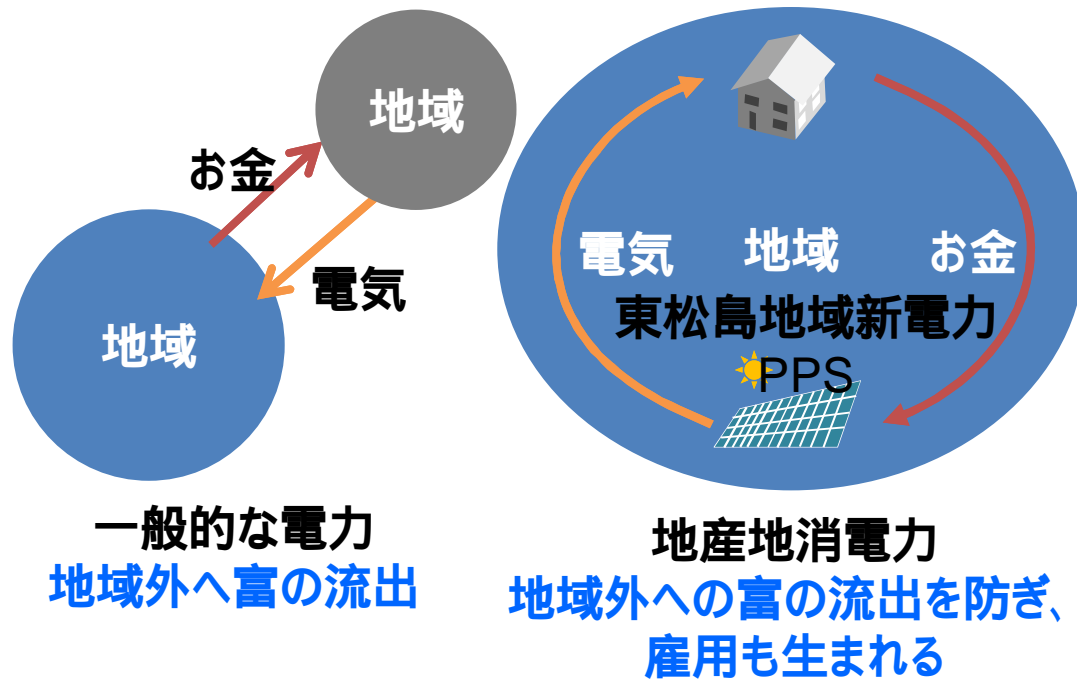 地域
お金
電気
地域
一般的な電力
地域外へ富の流出
電気 地域 お金
東松島地域新電力
PPS
地産地消電力
地域外への富の流出を防ぎ、
雇用も生まれる